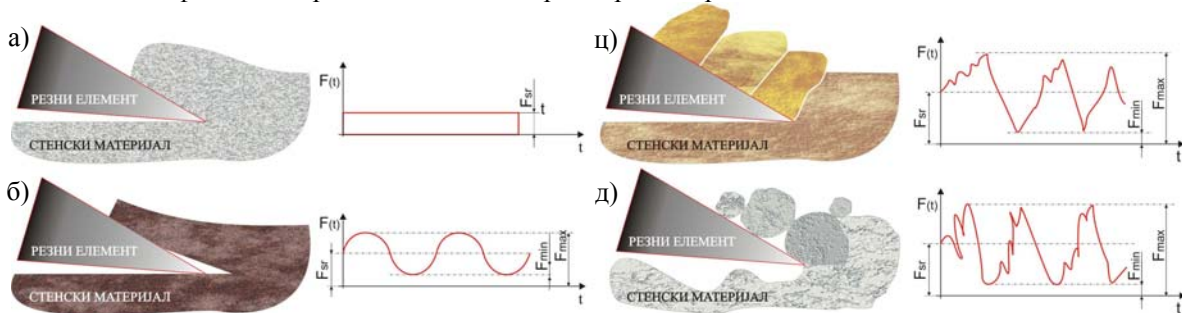 а)
РЕЗНИ ЕЛЕМЕНТ
СТЕНСКИ МАТЕРИЈАЛ
F(t)
Fsr
t
t
ц)
РЕЗНИ ЕЛЕМЕНТ
СТЕНСКИ МАТЕРИЈАЛ
F(t)
Fsr
Fmin
Fmax
t
б)
РЕЗНИ ЕЛЕМЕНТ
СТЕНСКИ МАТЕРИЈАЛ
F(t)
Fsr
Fmin
Fmax
t
д)
РЕЗНИ ЕЛЕМЕНТ
СТЕНСКИ МАТЕРИЈАЛ
F(t)
Fsr
Fmin
Fmax
t